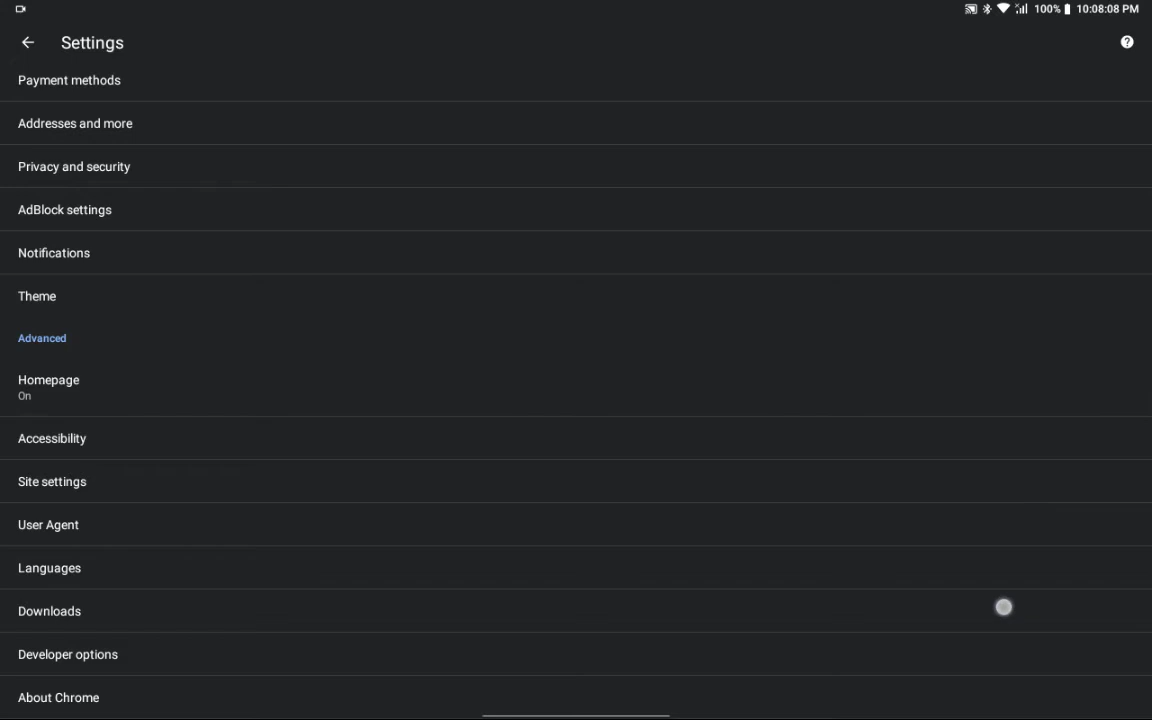 100% 10:08:08 PM
Settings
Payment methods
Addresses and more
Privacy and security
AdBlock settings
Notifications
Theme
Advanced
Homepage
On
Accessibility
Site settings
User Agent
Languages
Downloads
Developer options
About Chrome